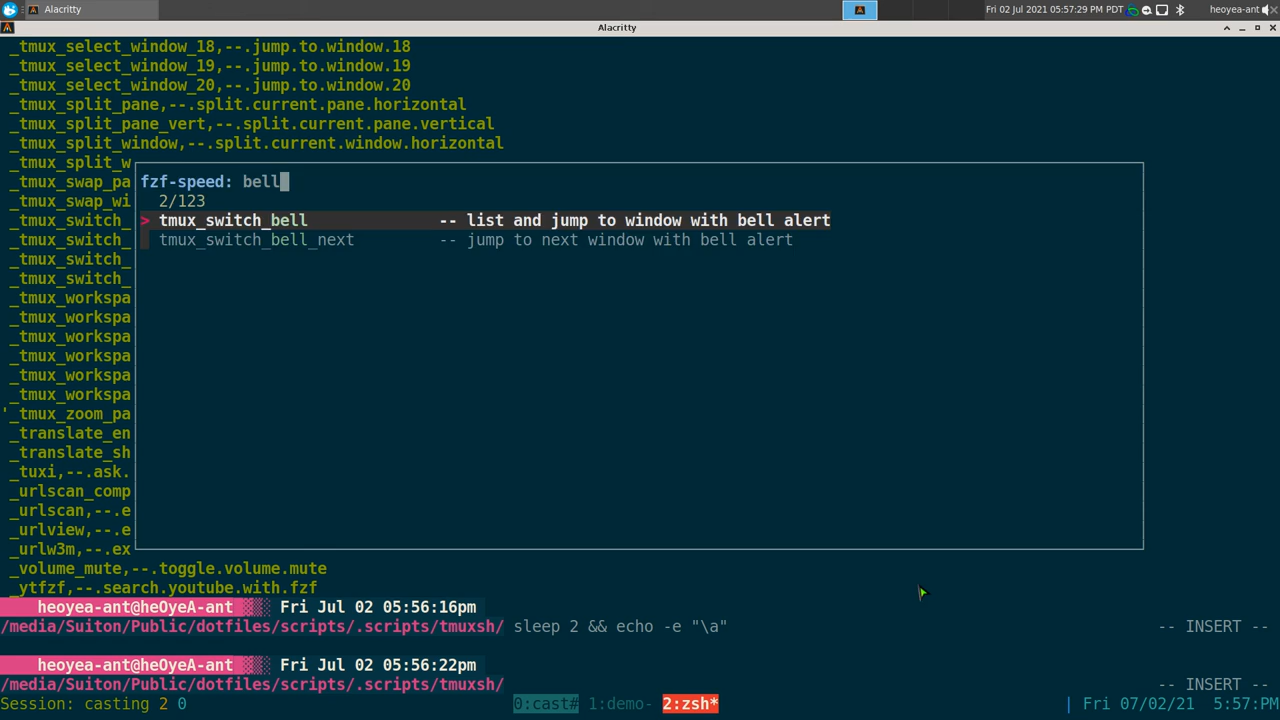 Alacritty
Fri 02 Jul 2021 05:57:29 PM PDT
heoyea-ant
Alacritty
_tmux_select_window_18,--.jump.to.window.18
_tmux_select_window_19,--.jump.to.window.19
_tmux_select_window_20,--.jump.to.window.20
_tmux_split_pane,--.split.current.pane.horizontal
_tmux_split_pane_vert,--.split.current.pane.vertical
_tmux_split_window,--.split.current.window.horizontal
_tmux_split_w
_tmux_swap_pa
_tmux_swap_wi
_tmux_switch_
_tmux_switch_
_tmux_switch_
_tmux_switch_
_tmux_workspa
_tmux_workspa
_tmux_workspa
_tmux_workspa
_tmux_workspa
_tmux_workspa
'_tmux_zoom_pa
_translate_en
_translate_sh
_tuxi,--.ask.
_urlscan_comp
_urlscan,--.e
_urlview,--.e
_urlw3m,--.ex
_volume_mute,--.toggle.volume.mute
_ytfzf,--.search.youtube.with.fzf
fzf-speed: bell
2/123
> tmux_switch_bell -- list and jump to window with bell alert
tmux_switch_bell_next -- jump to next window with bell alert
heoyea-ant@heOyeA-ant Fri Jul 02 05:56:16pm
/media/Suiton/Public/dotfiles/scripts/.scripts/tmuxsh/ sleep 2 && echo -e "\a" -- INSERT --
heoyea-ant@heOyeA-ant Fri Jul 02 05:56:22pm
/media/Suiton/Public/dotfiles/scripts/.scripts/tmuxsh/ -- INSERT --
Session: casting 2 0 0:cast# 1:demo- 2:zsh* | Fri 07/02/21 5:57:PM